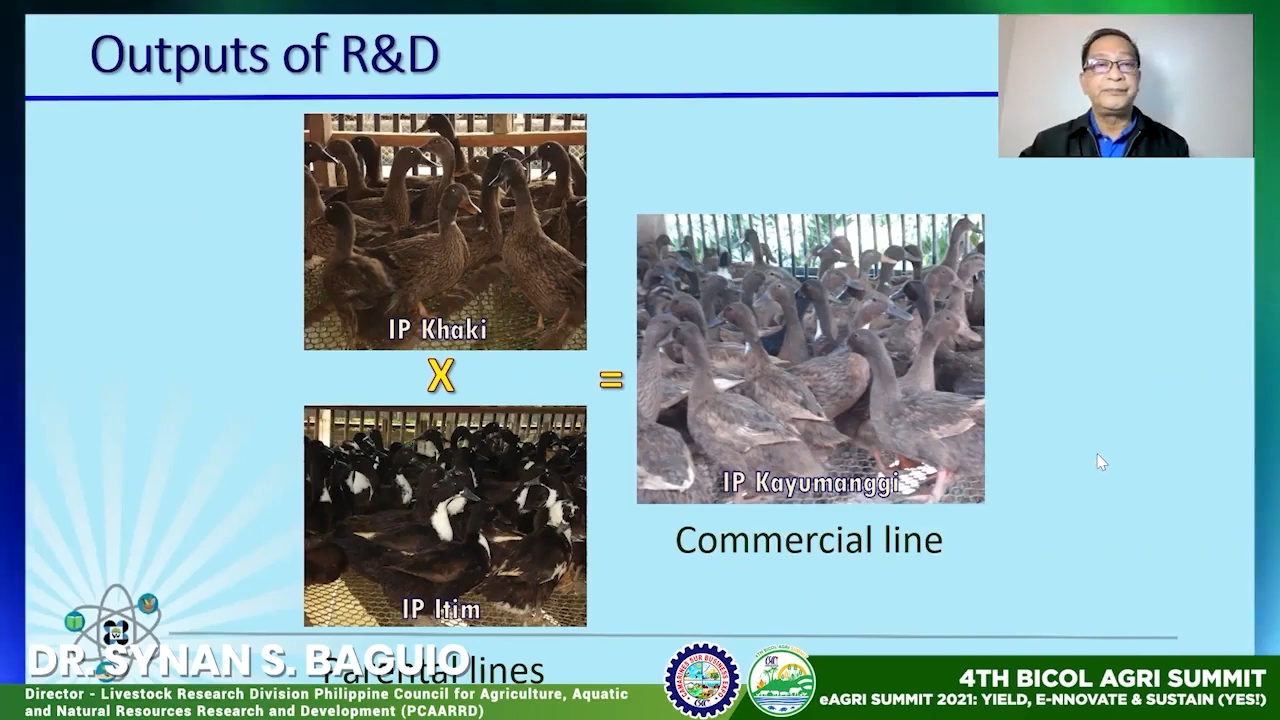 Outputs of R&D
IP Khaki
X
=
IP Itim
IP Kayumanggi
Commercial line
Parental lines
DR. SYNAN S. BAGUIO
Director - Livestock Research Division Philippine Council for Agriculture, Aquatic
and Natural Resources Research and Development (PCAARRD)
4TH BICOL AGRI SUMMIT
eAGRI SUMMIT 2021: YIELD, E-NNOVATE & SUSTAIN (YES!)